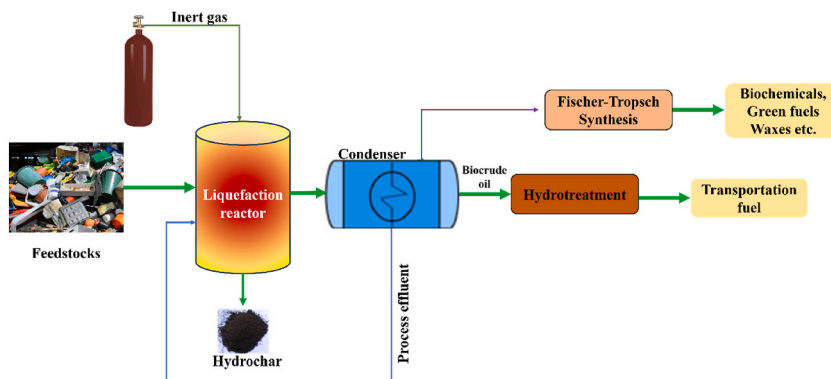 Inert gas
Fischer-Tropsch
Synthesis
Biochemicals,
Green fuels
Waxes etc.
Condenser
Liquefaction
reactor
Biocrude
oil
Hydrotreatment
Transportation
fuel
Feedstocks
Process effluent
Hydrochar